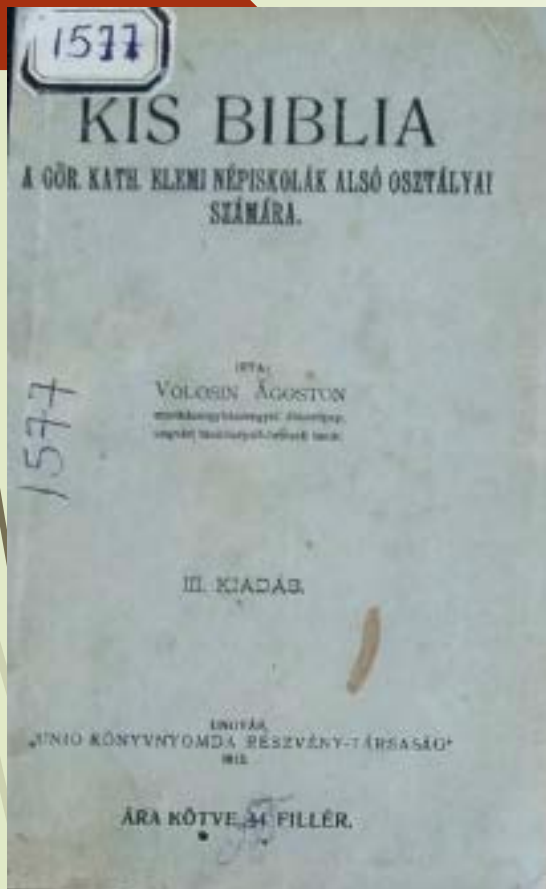 1577
KIS BIBLIA
A GÖR. KATH. ELEMI NÉPISKOLÁK ALSÓ OSZTÁLYAI
SZÁMÁRA.
IRTA:
VOLOSIN ÁGOSTON
1577
III. KIADÁS.
UNGVÁR,
„UNIO KÖNYVNYOMDA RÉSZVÉNY-TÁRSASÁG"
ÁRA KÖTVE FILLÉR.